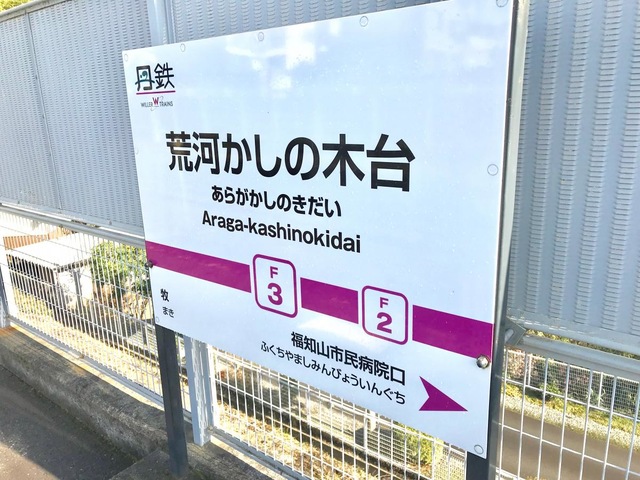 丹鉄
WILLER TRAINS
荒河かしの木台
あらがかしのきだい
Araga-kashinokidai
F
3
F
2
牧
まき
福知山市民病院口
ふくちやましみんびょういんぐち